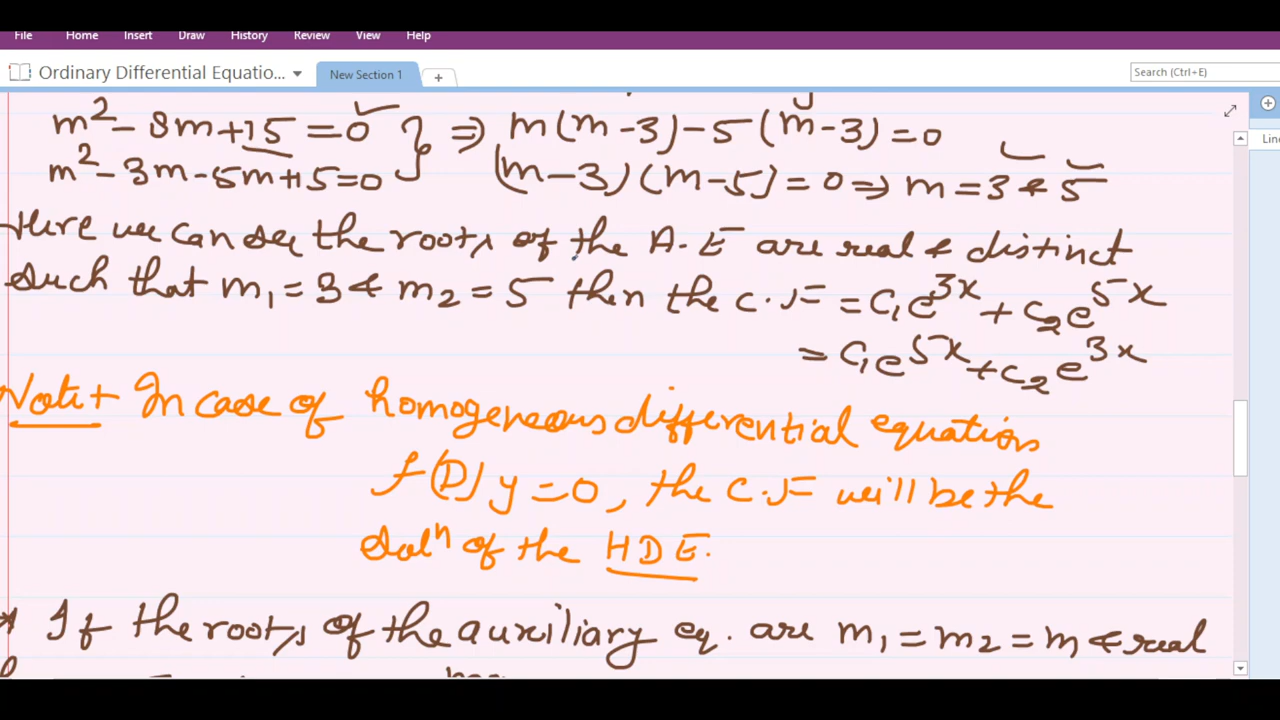 File Home Insert Draw History Review View Help
Ordinary Differential Equatio... New Section 1 + Search (Ctrl+E)
m² - 8m + 15 = 0 } ⇒ m(m - 3) - 5(m - 3) = 0
m² - 3m - 5m + 15 = 0 (m - 3)(m - 5) = 0 ⇒ m = 3 & 5
Here we can see the roots of the A.E are real & distinct
Such that m₁ = 3 & m₂ = 5 then the C.F = C₁e^3x + C₂e^5x
= C₁e^5x + C₂e^3x
Note+ In case of homogeneous differential equations
f(D)y = 0, the C.F will be the
Solⁿ of the HDE.
* If the roots of the auxiliary eq. are m₁ = m₂ = m & real